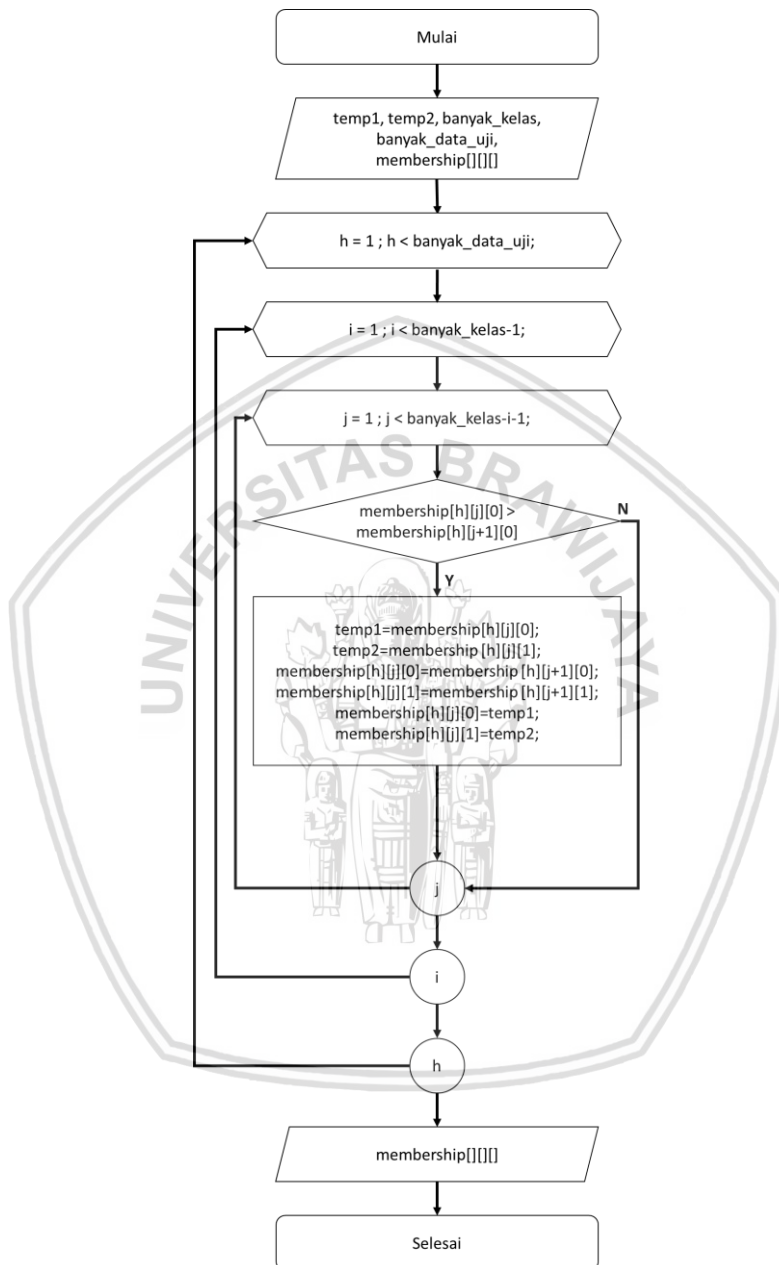 Mulai
temp1, temp2, banyak_kelas,
banyak_data_uji,
membership[][][]
h = 1 ; h < banyak_data_uji;
i = 1 ; i < banyak_kelas-1;
j = 1 ; j < banyak_kelas-i-1;
UNIVERSITAS BRAWIJAYA
membership[h][j][0] >
membership[h][j+1][0]
N
Y
temp1=membership[h][j][0];
temp2=membership[h][j][1];
membership[h][j][0]=membership[h][j+1][0];
membership[h][j][1]=membership[h][j+1][1];
membership[h][j][0]=temp1;
membership[h][j][1]=temp2;
j
i
h
membership[][][]
Selesai